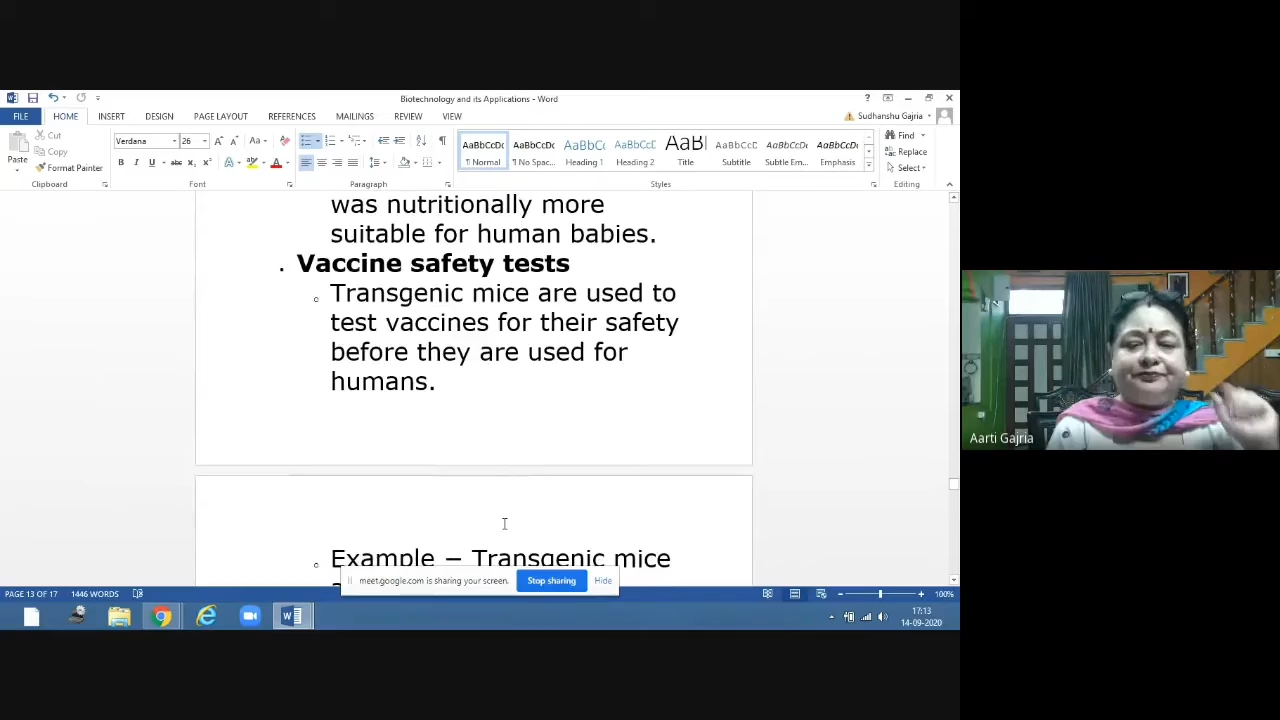 Biotechnology and its Applications - Word
FILE HOME INSERT DESIGN PAGE LAYOUT REFERENCES MAILINGS REVIEW VIEW Sudhanshu Gajria
Cut
Copy
Format Painter
Paste
Clipboard
Verdana 26
Font
Paragraph
AaBbCcDc AaBbCcDc AaBbCc AaBbCcC AaBl AaBbCcC AaBbCcDc AaBbCcDc
¶ Normal ¶ No Spac... Heading 1 Heading 2 Title Subtitle Subtle Em... Emphasis
Styles
Find
Replace
Select
Editing
was nutritionally more
suitable for human babies.
Vaccine safety tests
Transgenic mice are used to
test vaccines for their safety
before they are used for
humans.
Example – Transgenic mice
meet.google.com is sharing your screen. Stop sharing Hide
PAGE 13 OF 17 1446 WORDS 100%
17:13
14-09-2020
Aarti Gajria